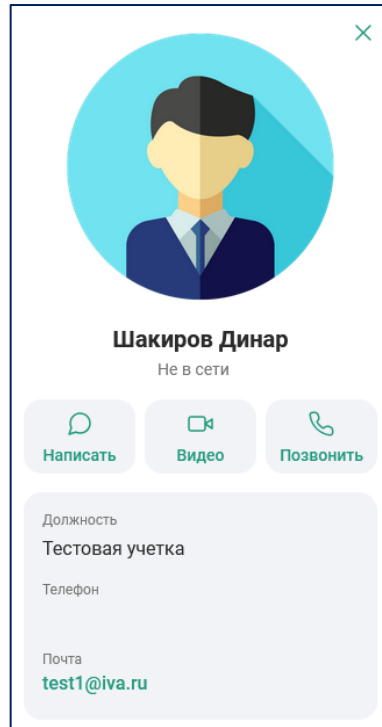 Шакиров Динар
Не в сети
Написать
Видео
Позвонить
Должность
Тестовая учетка
Телефон
Почта
test1@iva.ru